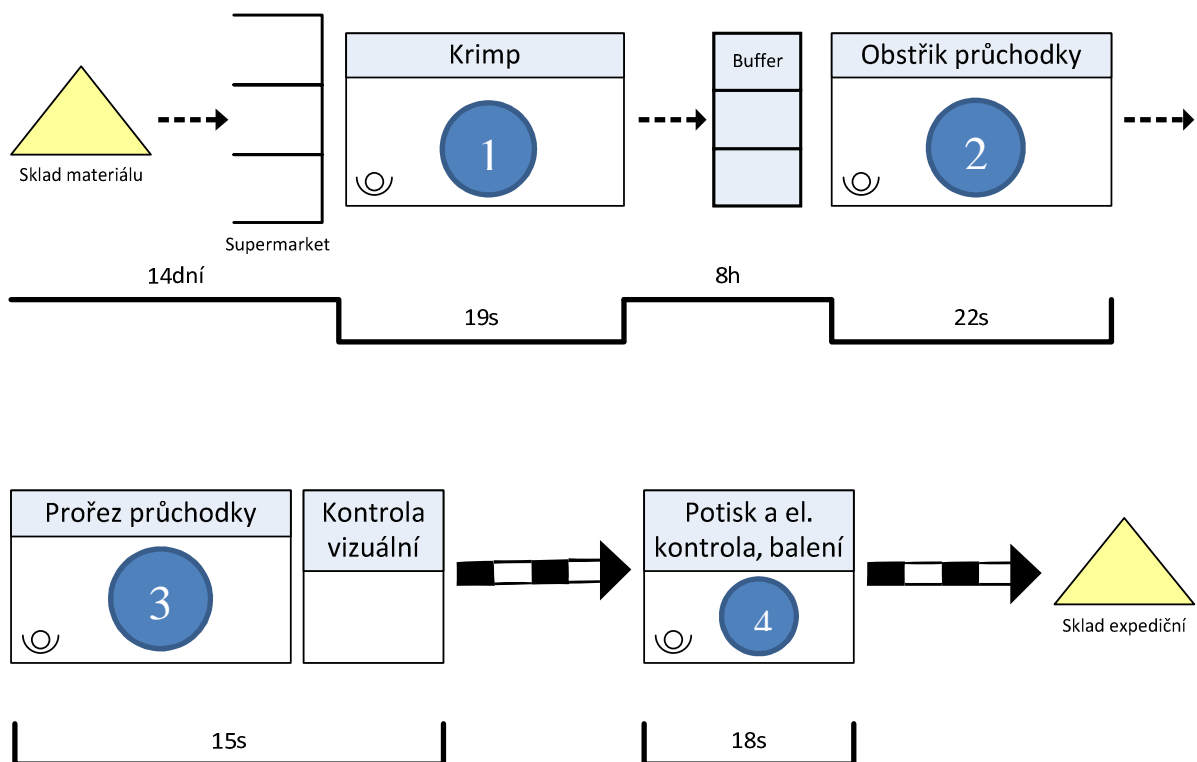 Krimp
Buffer
Obstřik průchodky
1
2
Sklad materiálu
Supermarket
14dní
8h
19s
22s
Prořez průchodky
Kontrola
vizuální
Potisk a el.
kontrola, balení
3
4
Sklad expediční
15s
18s